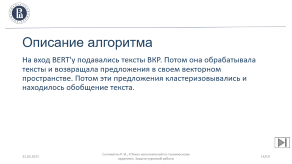 Описание алгоритма
На вход BERT'у подавались тексты ВКР. Потом она обрабатывала
тексты и возвращала предложения в своем векторном
пространстве. Потом эти предложения кластеризовывались и
находилось обобщение текста.